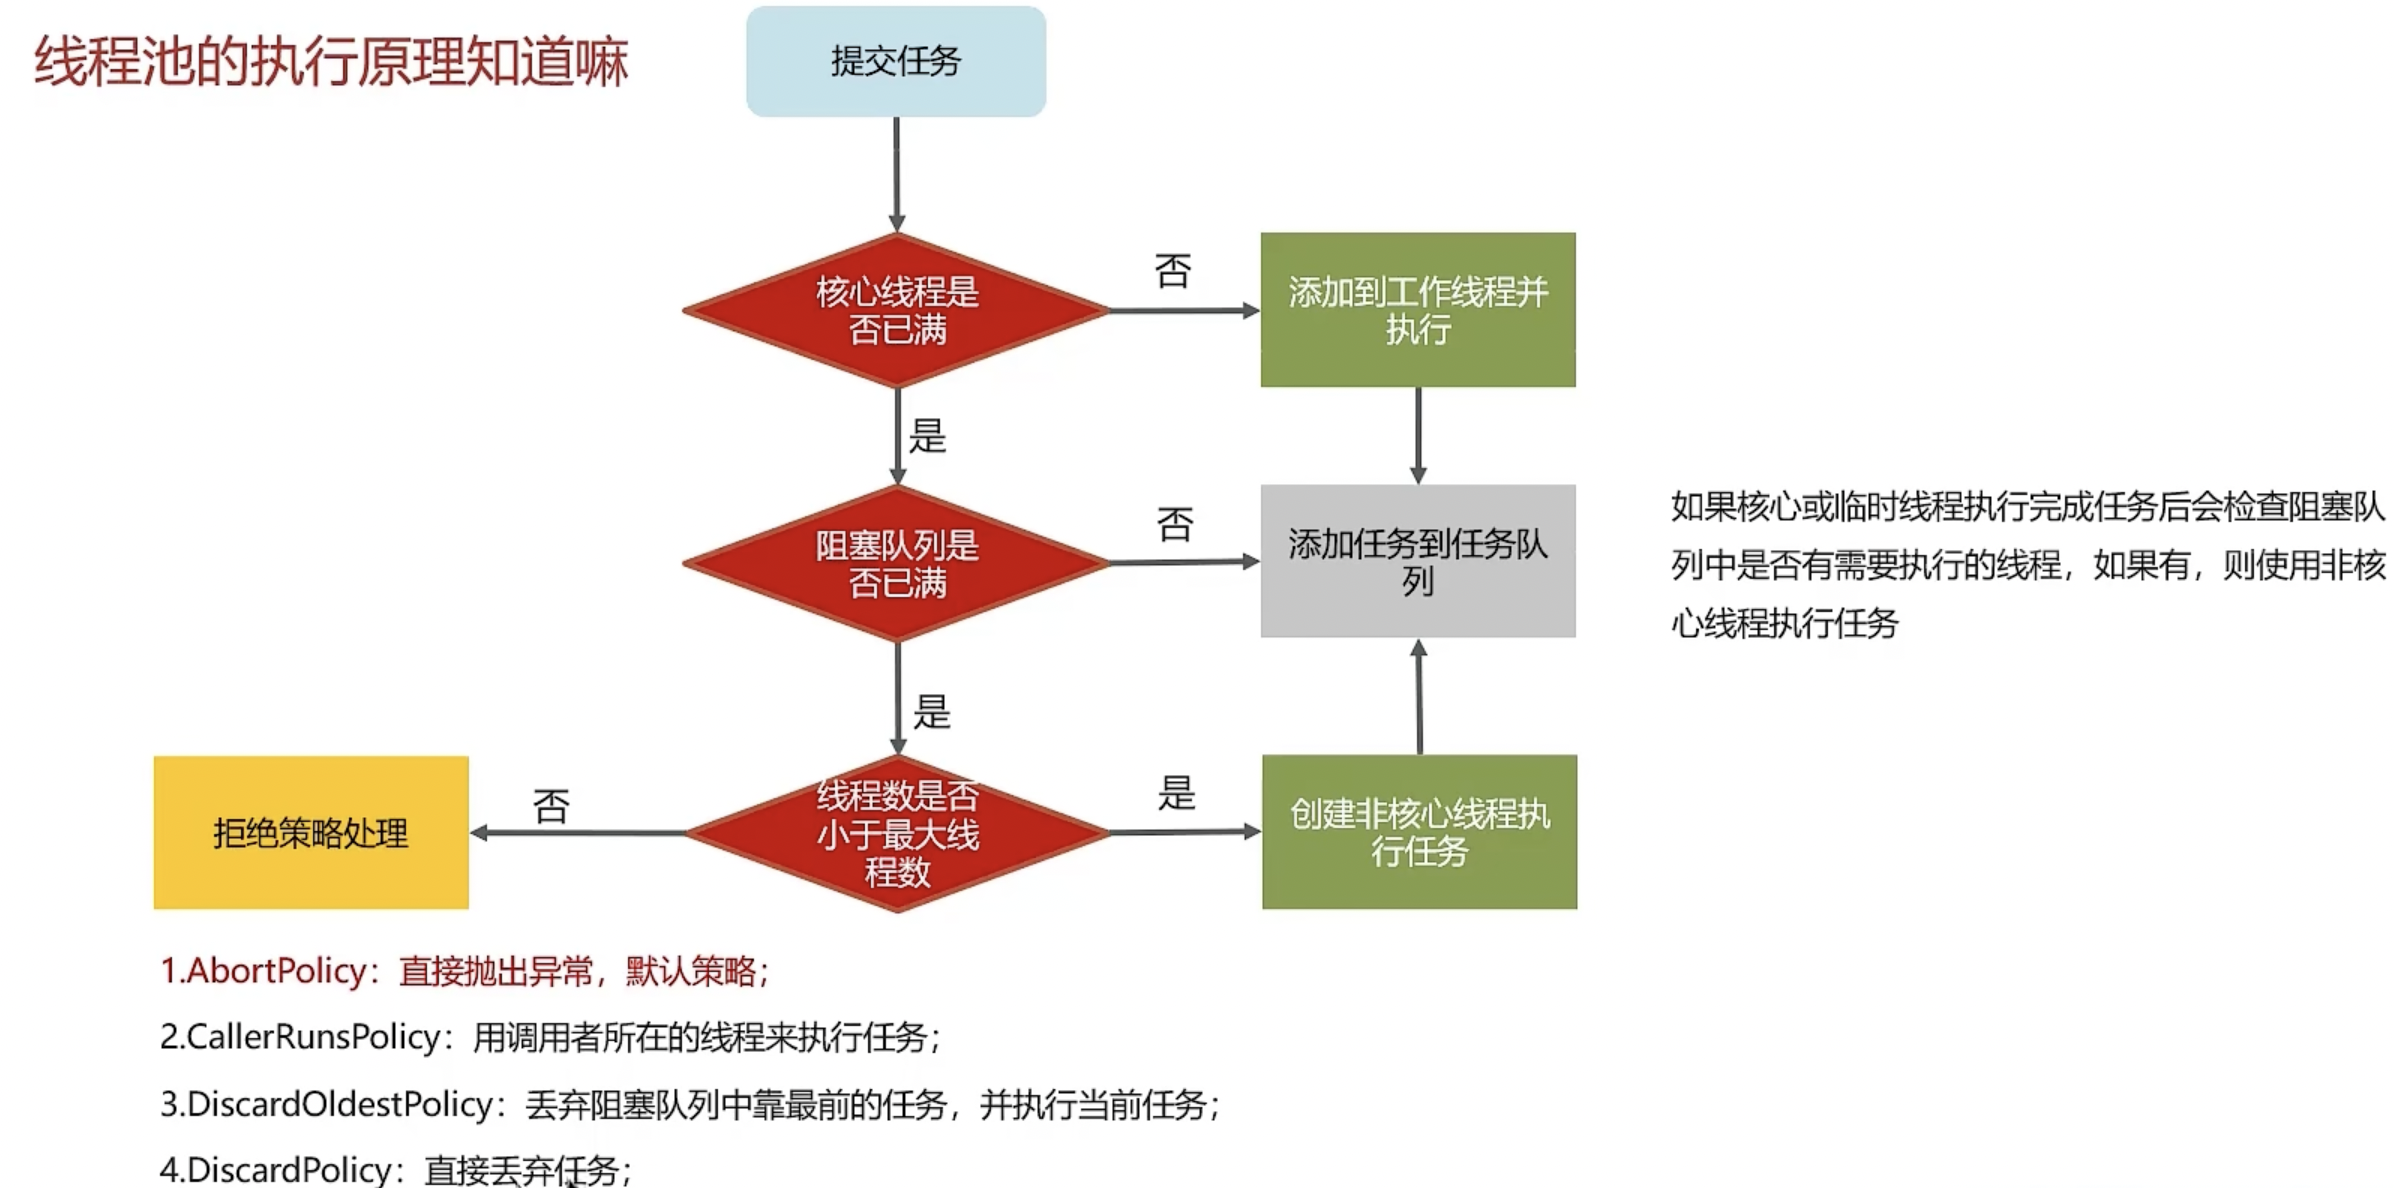 线程池的执行原理知道嘛
提交任务
核心线程是
否已满
否
添加到工作线程并
执行
是
阻塞队列是
否已满
否
添加任务到任务队
列
如果核心或临时线程执行完成任务后会检查阻塞队
列中是否有需要执行的线程，如果有，则使用非核
心线程执行任务
是
线程数是否
小于最大线
程数
否
拒绝策略处理
是
创建非核心线程执
行任务
1.AbortPolicy：直接抛出异常，默认策略；
2.CallerRunsPolicy：用调用者所在的线程来执行任务；
3.DiscardOldestPolicy：丢弃阻塞队列中靠最前的任务，并执行当前任务；
4.DiscardPolicy：直接丢弃任务；